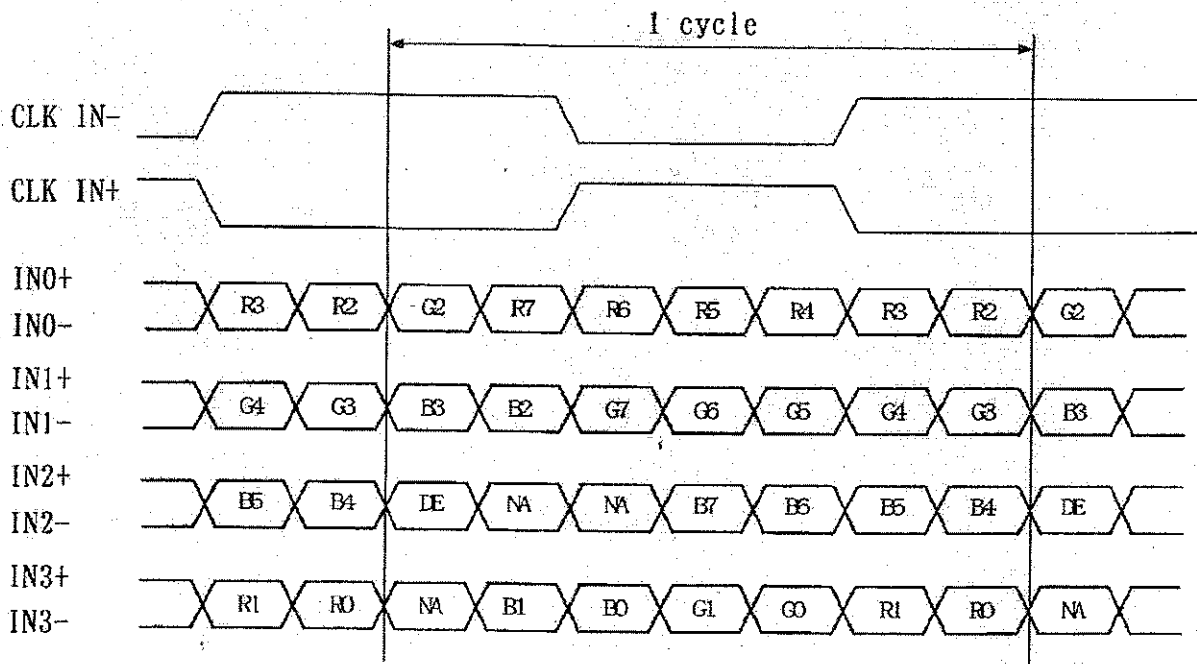 1 cycle
CLK IN-
CLK IN+
IN0+
IN0-
R3 R2 G2 R7 R6 R5 R4 R3 R2 G2
IN1+
IN1-
G4 G3 B3 B2 G7 G6 G5 G4 G3 B3
IN2+
IN2-
B5 B4 DE NA NA B7 B6 B5 B4 DE
IN3+
IN3-
R1 R0 NA B1 B0 G1 G0 R1 R0 NA